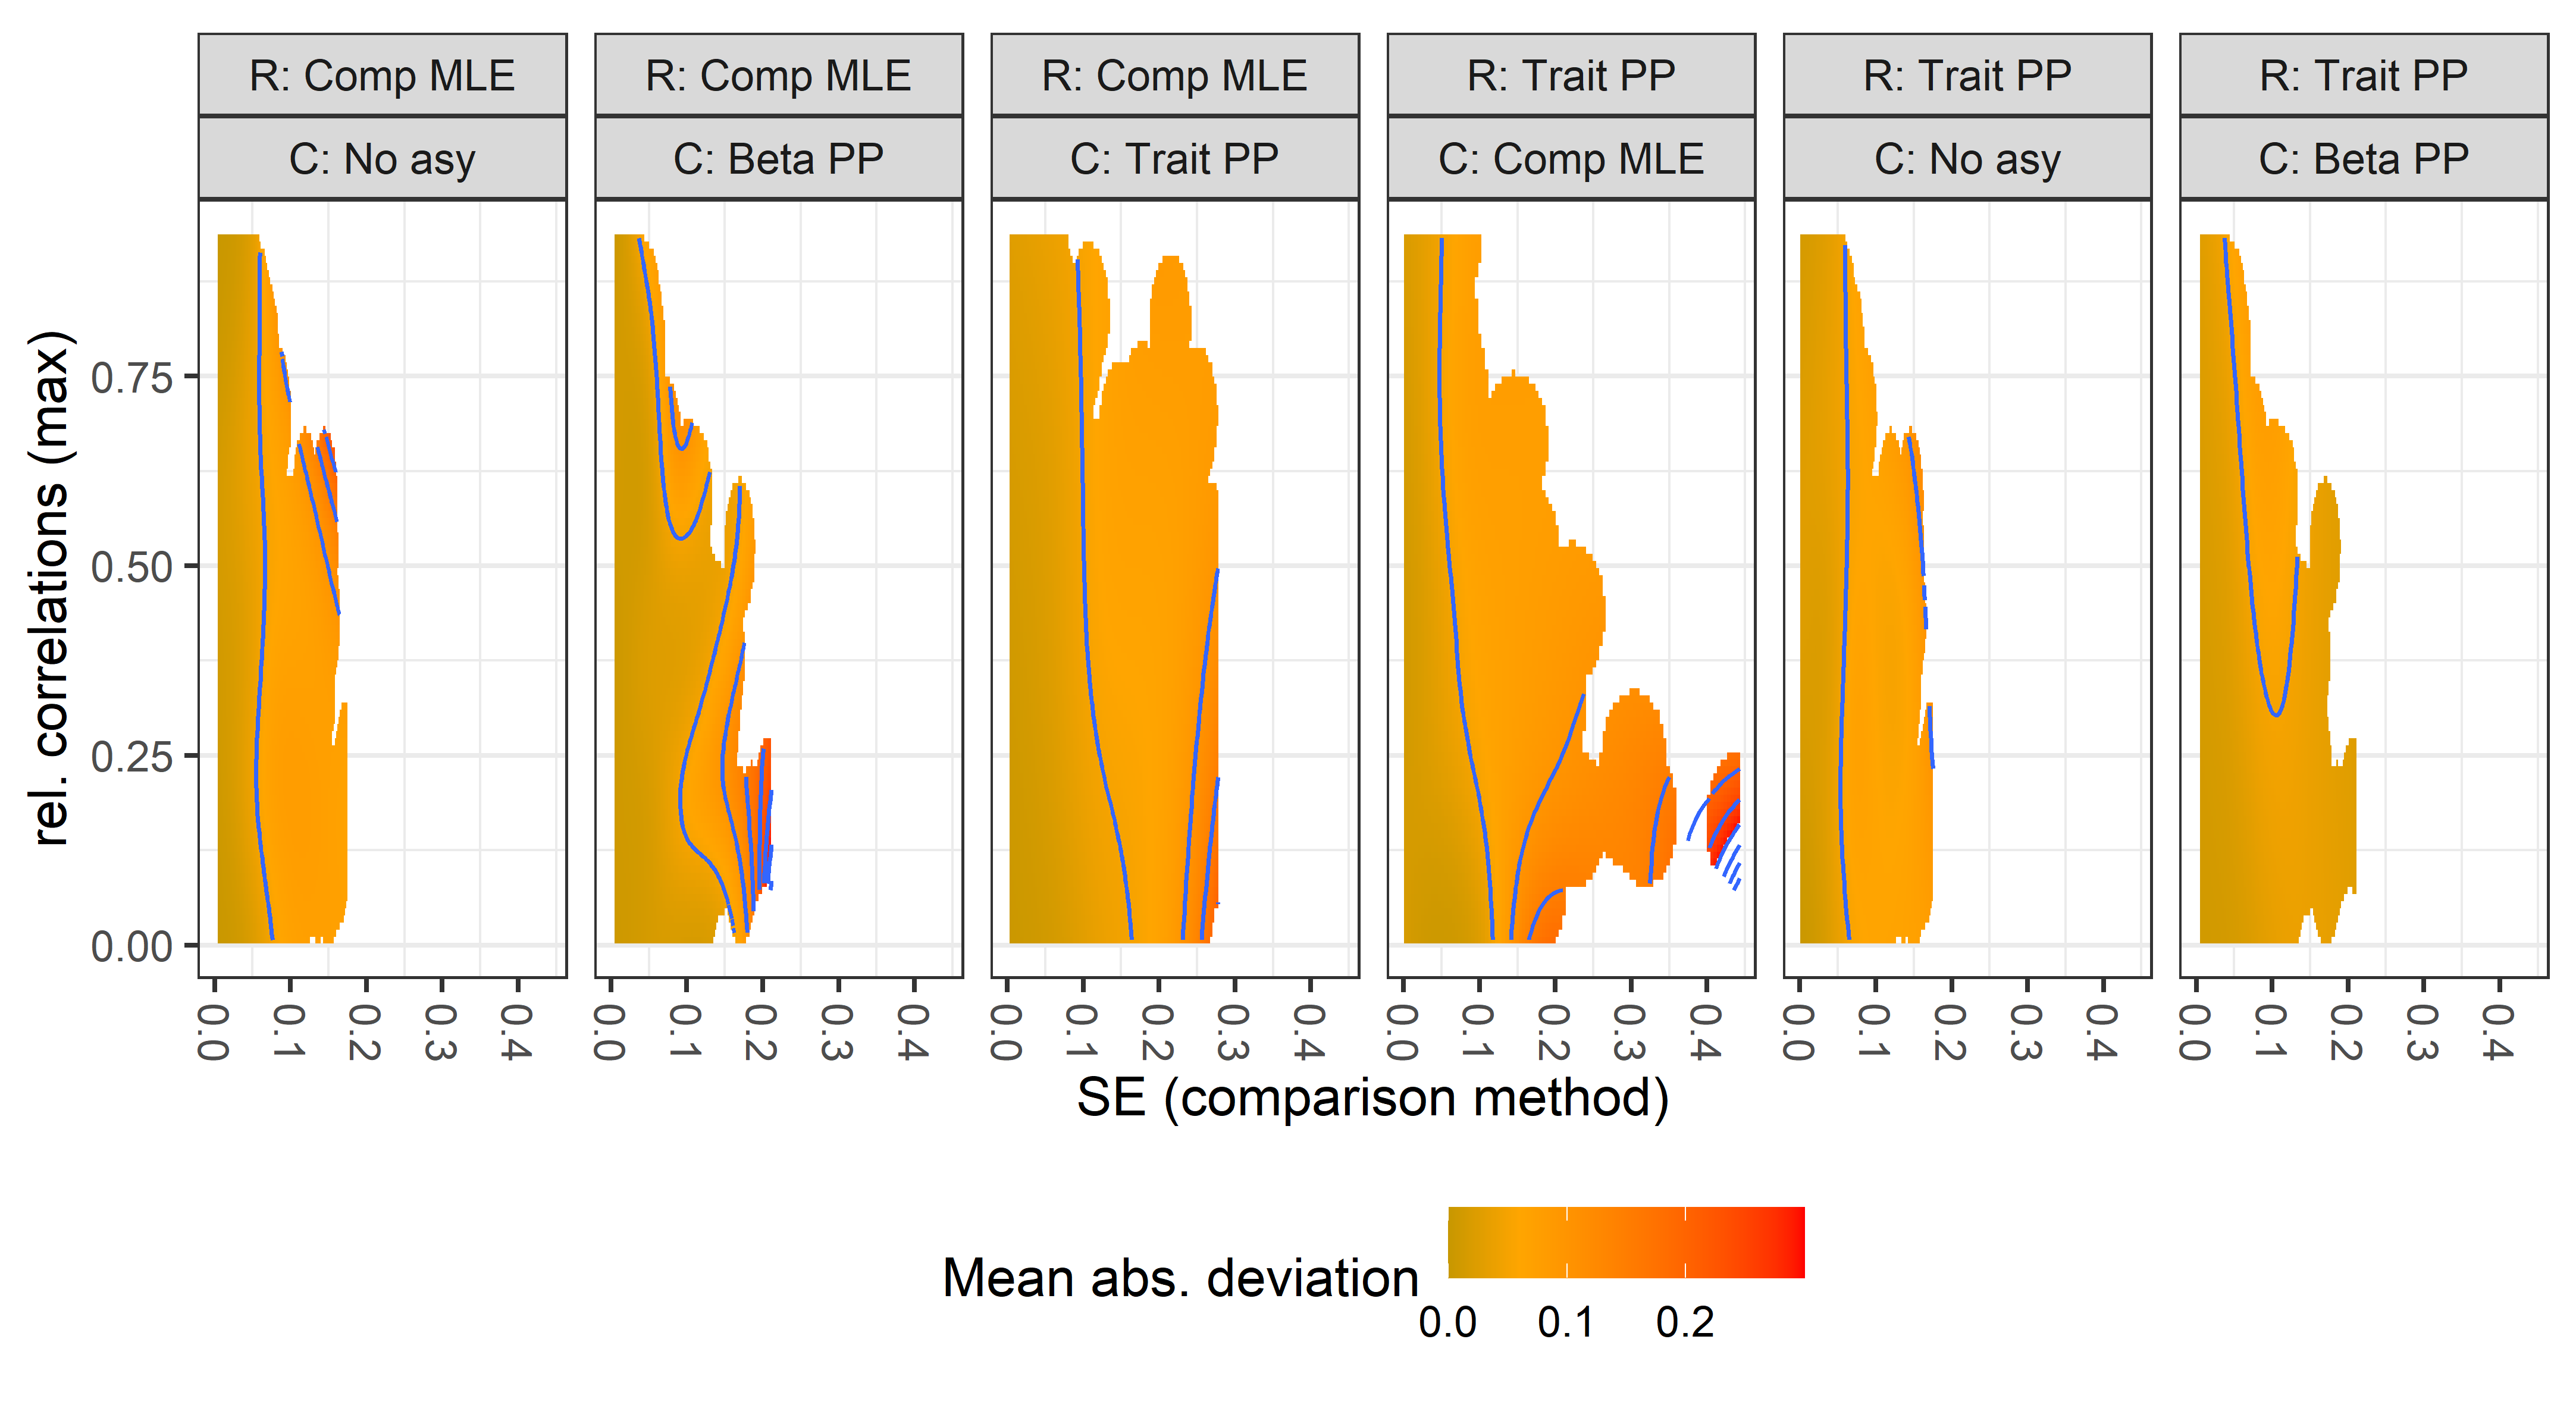 R: Comp MLE R: Comp MLE R: Comp MLE R: Trait PP R: Trait PP R: Trait PP
C: No asy C: Beta PP C: Trait PP C: Comp MLE C: No asy C: Beta PP
rel. correlations (max)
0.75
0.50
0.25
0.00
0.0 0.1 0.2 0.3 0.4 0.0 0.1 0.2 0.3 0.4 0.0 0.1 0.2 0.3 0.4 0.0 0.1 0.2 0.3 0.4 0.0 0.1 0.2 0.3 0.4 0.0 0.1 0.2 0.3 0.4
SE (comparison method)
Mean abs. deviation
0.0 0.1 0.2